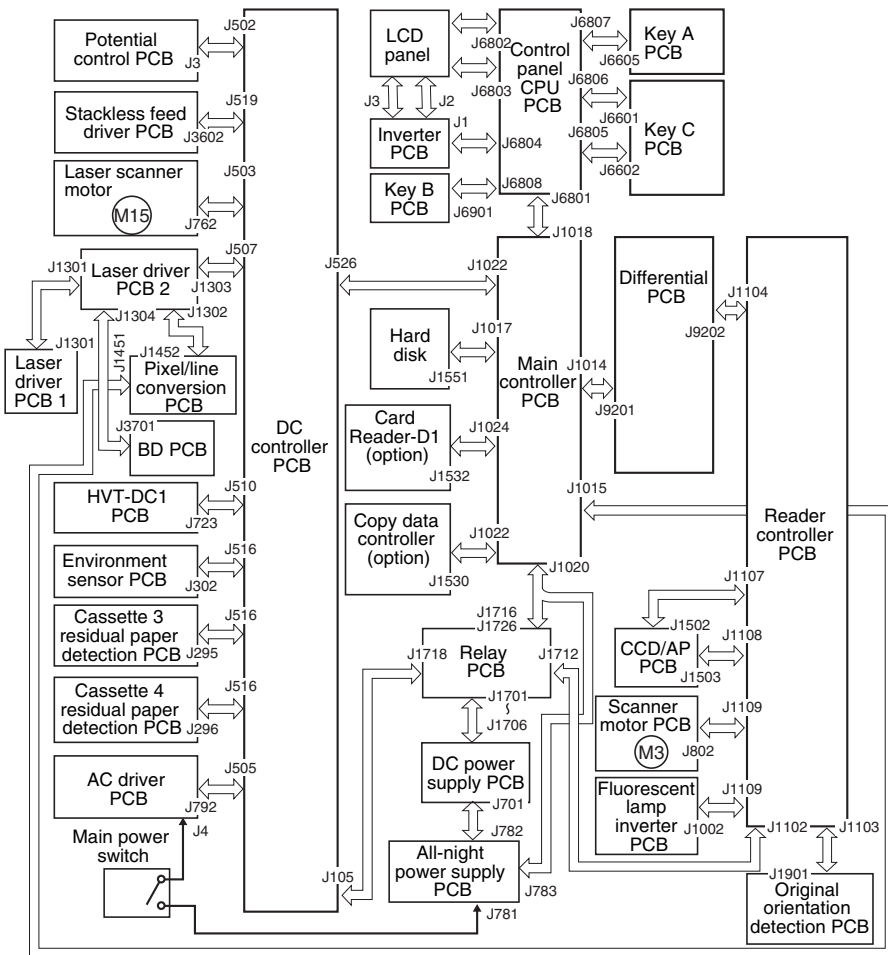 J502
Potential
control PCB
J3
J519
Stackless feed
driver PCB
J3602
J503
Laser scanner
motor
M15
J762
J507
J1301
Laser driver
PCB 2
J1303
J1304
J1302
J1301
J1451
J1452
Laser
driver
PCB 1
Pixel/line
conversion
PCB
J3701
BD PCB
J510
HVT-DC1
PCB
J723
J516
Environment
sensor PCB
J302
J516
Cassette 3
residual paper
detection PCB
J295
J516
Cassette 4
residual paper
detection PCB
J296
J505
AC driver
PCB
J792
J4
Main power
switch
DC
controller
PCB
J526
J105
LCD
panel
J6802
J6803
J3
J2
J1
Inverter
PCB
J6804
Key B
PCB
J6808
J6901
Control
panel
CPU
PCB
J6807
J6806
J6805
J6801
Key A
PCB
J6605
J6601
Key C
PCB
J6602
J1018
J1022
J1017
Hard
disk
J1551
J1024
Card
Reader-D1
(option)
J1532
J1022
Copy data
controller
(option)
J1530
Main
controller
PCB
J1014
J1015
J1020
Differential
PCB
J9202
J9201
J1104
Reader
controller
PCB
J1107
J1502
CCD/AP
PCB
J1503
J1108
Scanner
motor PCB
M3
J802
J1109
Fluorescent
lamp
inverter
PCB
J1002
J1109
J1102
J1103
J1901
Original
orientation
detection PCB
J1716
J1726
J1718
Relay
PCB
J1712
J1701
~
J1706
DC power
supply PCB
J701
J782
All-night
power supply
PCB
J783
J781